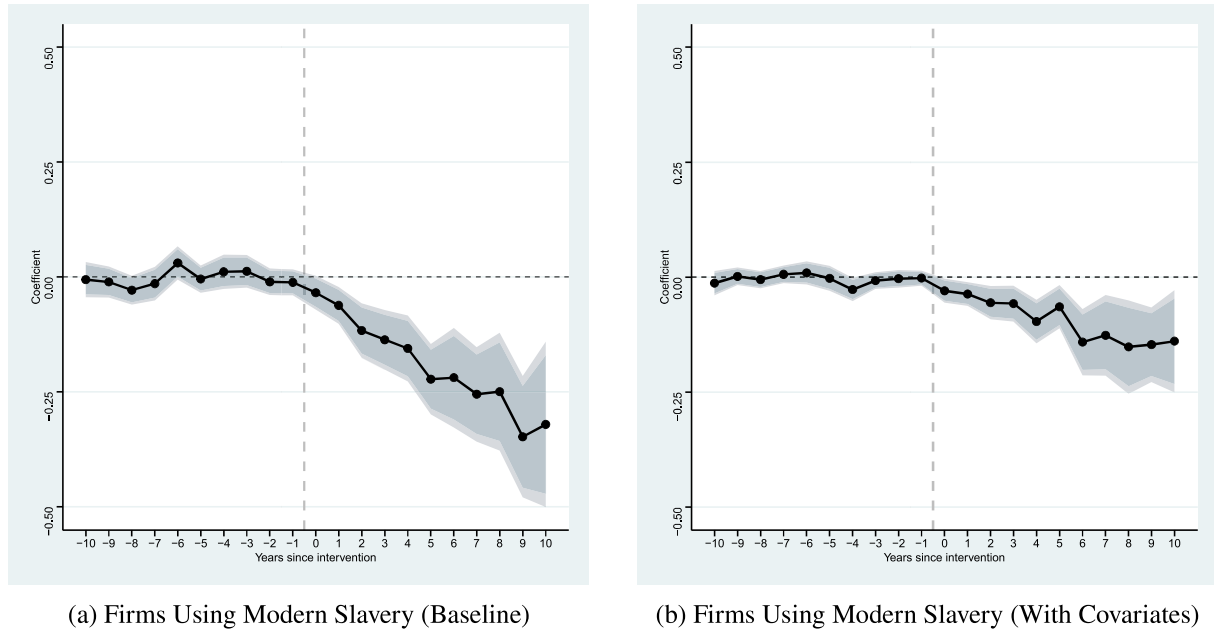 0.50
0.25
0.00
−0.25
−0.50
Coefficient
−10 −9 −8 −7 −6 −5 −4 −3 −2 −1 0 1 2 3 4 5 6 7 8 9 10
Years since intervention
(a) Firms Using Modern Slavery (Baseline)
0.50
0.25
0.00
−0.25
−0.50
Coefficient
−10 −9 −8 −7 −6 −5 −4 −3 −2 −1 0 1 2 3 4 5 6 7 8 9 10
Years since intervention
(b) Firms Using Modern Slavery (With Covariates)